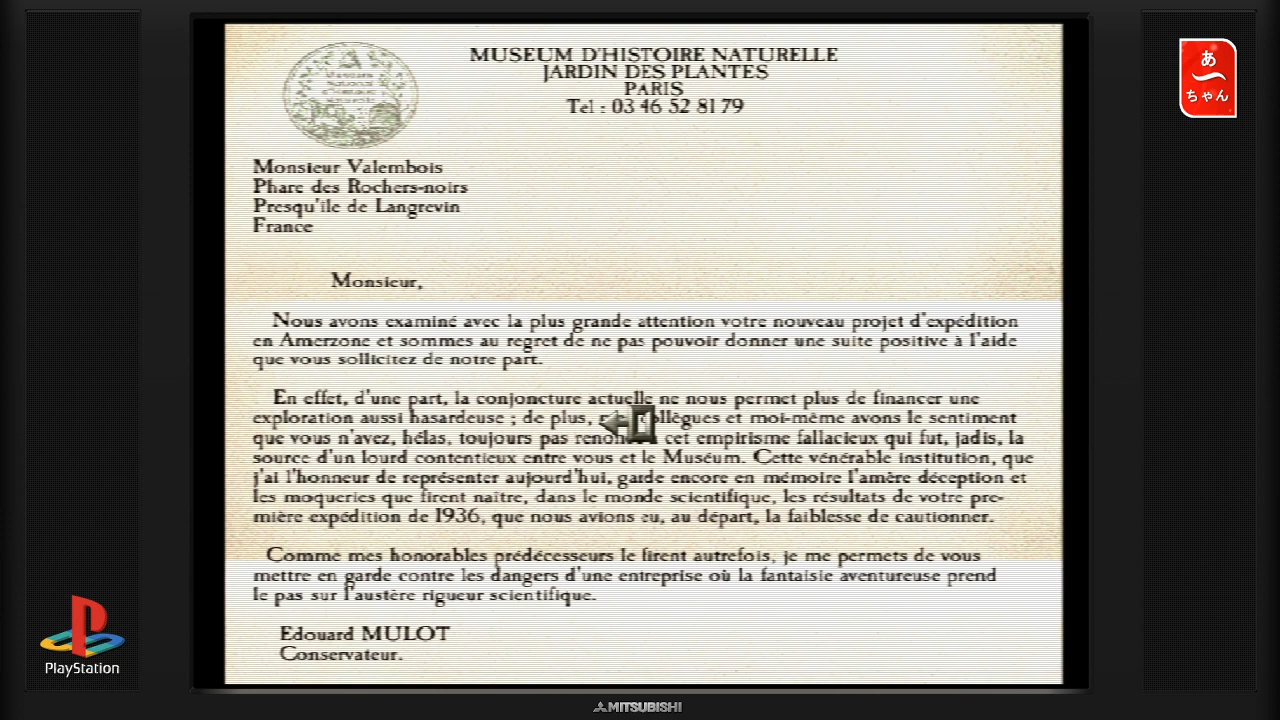 MUSEUM D'HISTOIRE NATURELLE
JARDIN DES PLANTES
PARIS
Tel : 03 46 52 81 79
Monsieur Valembois
Phare des Rochers-noirs
Presqu'ile de Langrevin
France
Monsieur,
Nous avons examiné avec la plus grande attention votre nouveau projet d'expédition
en Amerzone et sommes au regret de ne pas pouvoir donner une suite positive à l'aide
que vous sollicitez de notre part.
En effet, d'une part, la conjoncture actuelle ne nous permet plus de financer une
exploration aussi hasardeuse ; de plus, et moi-même avons le sentiment
que vous n'avez, hélas, toujours pas cet empirisme fallacieux qui fut, jadis, la
source d'un lourd contentieux entre vous et le Muséum. Cette vénérable institution, que
j'ai l'honneur de représenter aujourd'hui, garde encore en mémoire l'amère déception et
les moqueries que firent naître, dans le monde scientifique, les résultats de votre pre-
mière expédition de 1936, que nous avions eu, au départ, la faiblesse de cautionner.
Comme mes honorables prédécesseurs le firent autrefois, je me permets de vous
mettre en garde contre les dangers d'une entreprise où la fantaisie aventureuse prend
le pas sur l'austère rigueur scientifique.
Edouard MULOT
Conservateur.
あ
ー
ちゃん
PlayStation
MITSUBISHI